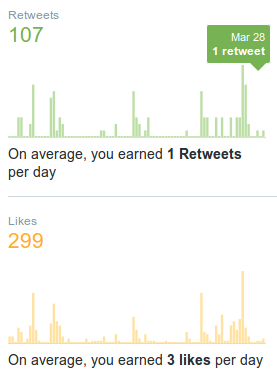 Retweets
107
Mar 28
1 retweet
On average, you earned 1 Retweets
per day
Likes
299
On average, you earned 3 likes per day